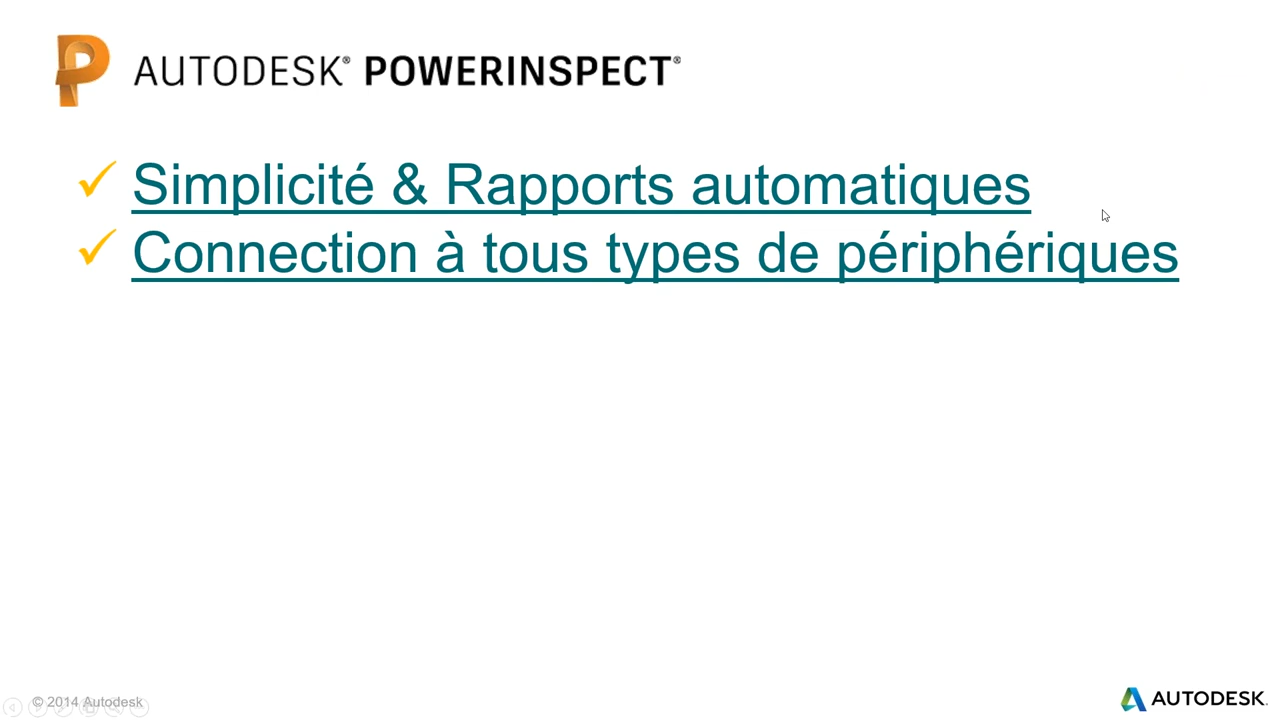 AUTODESK® POWERINSPECT®
✓ Simplicité & Rapports automatiques
✓ Connection à tous types de périphériques
© 2014 Autodesk
AUTODESK.